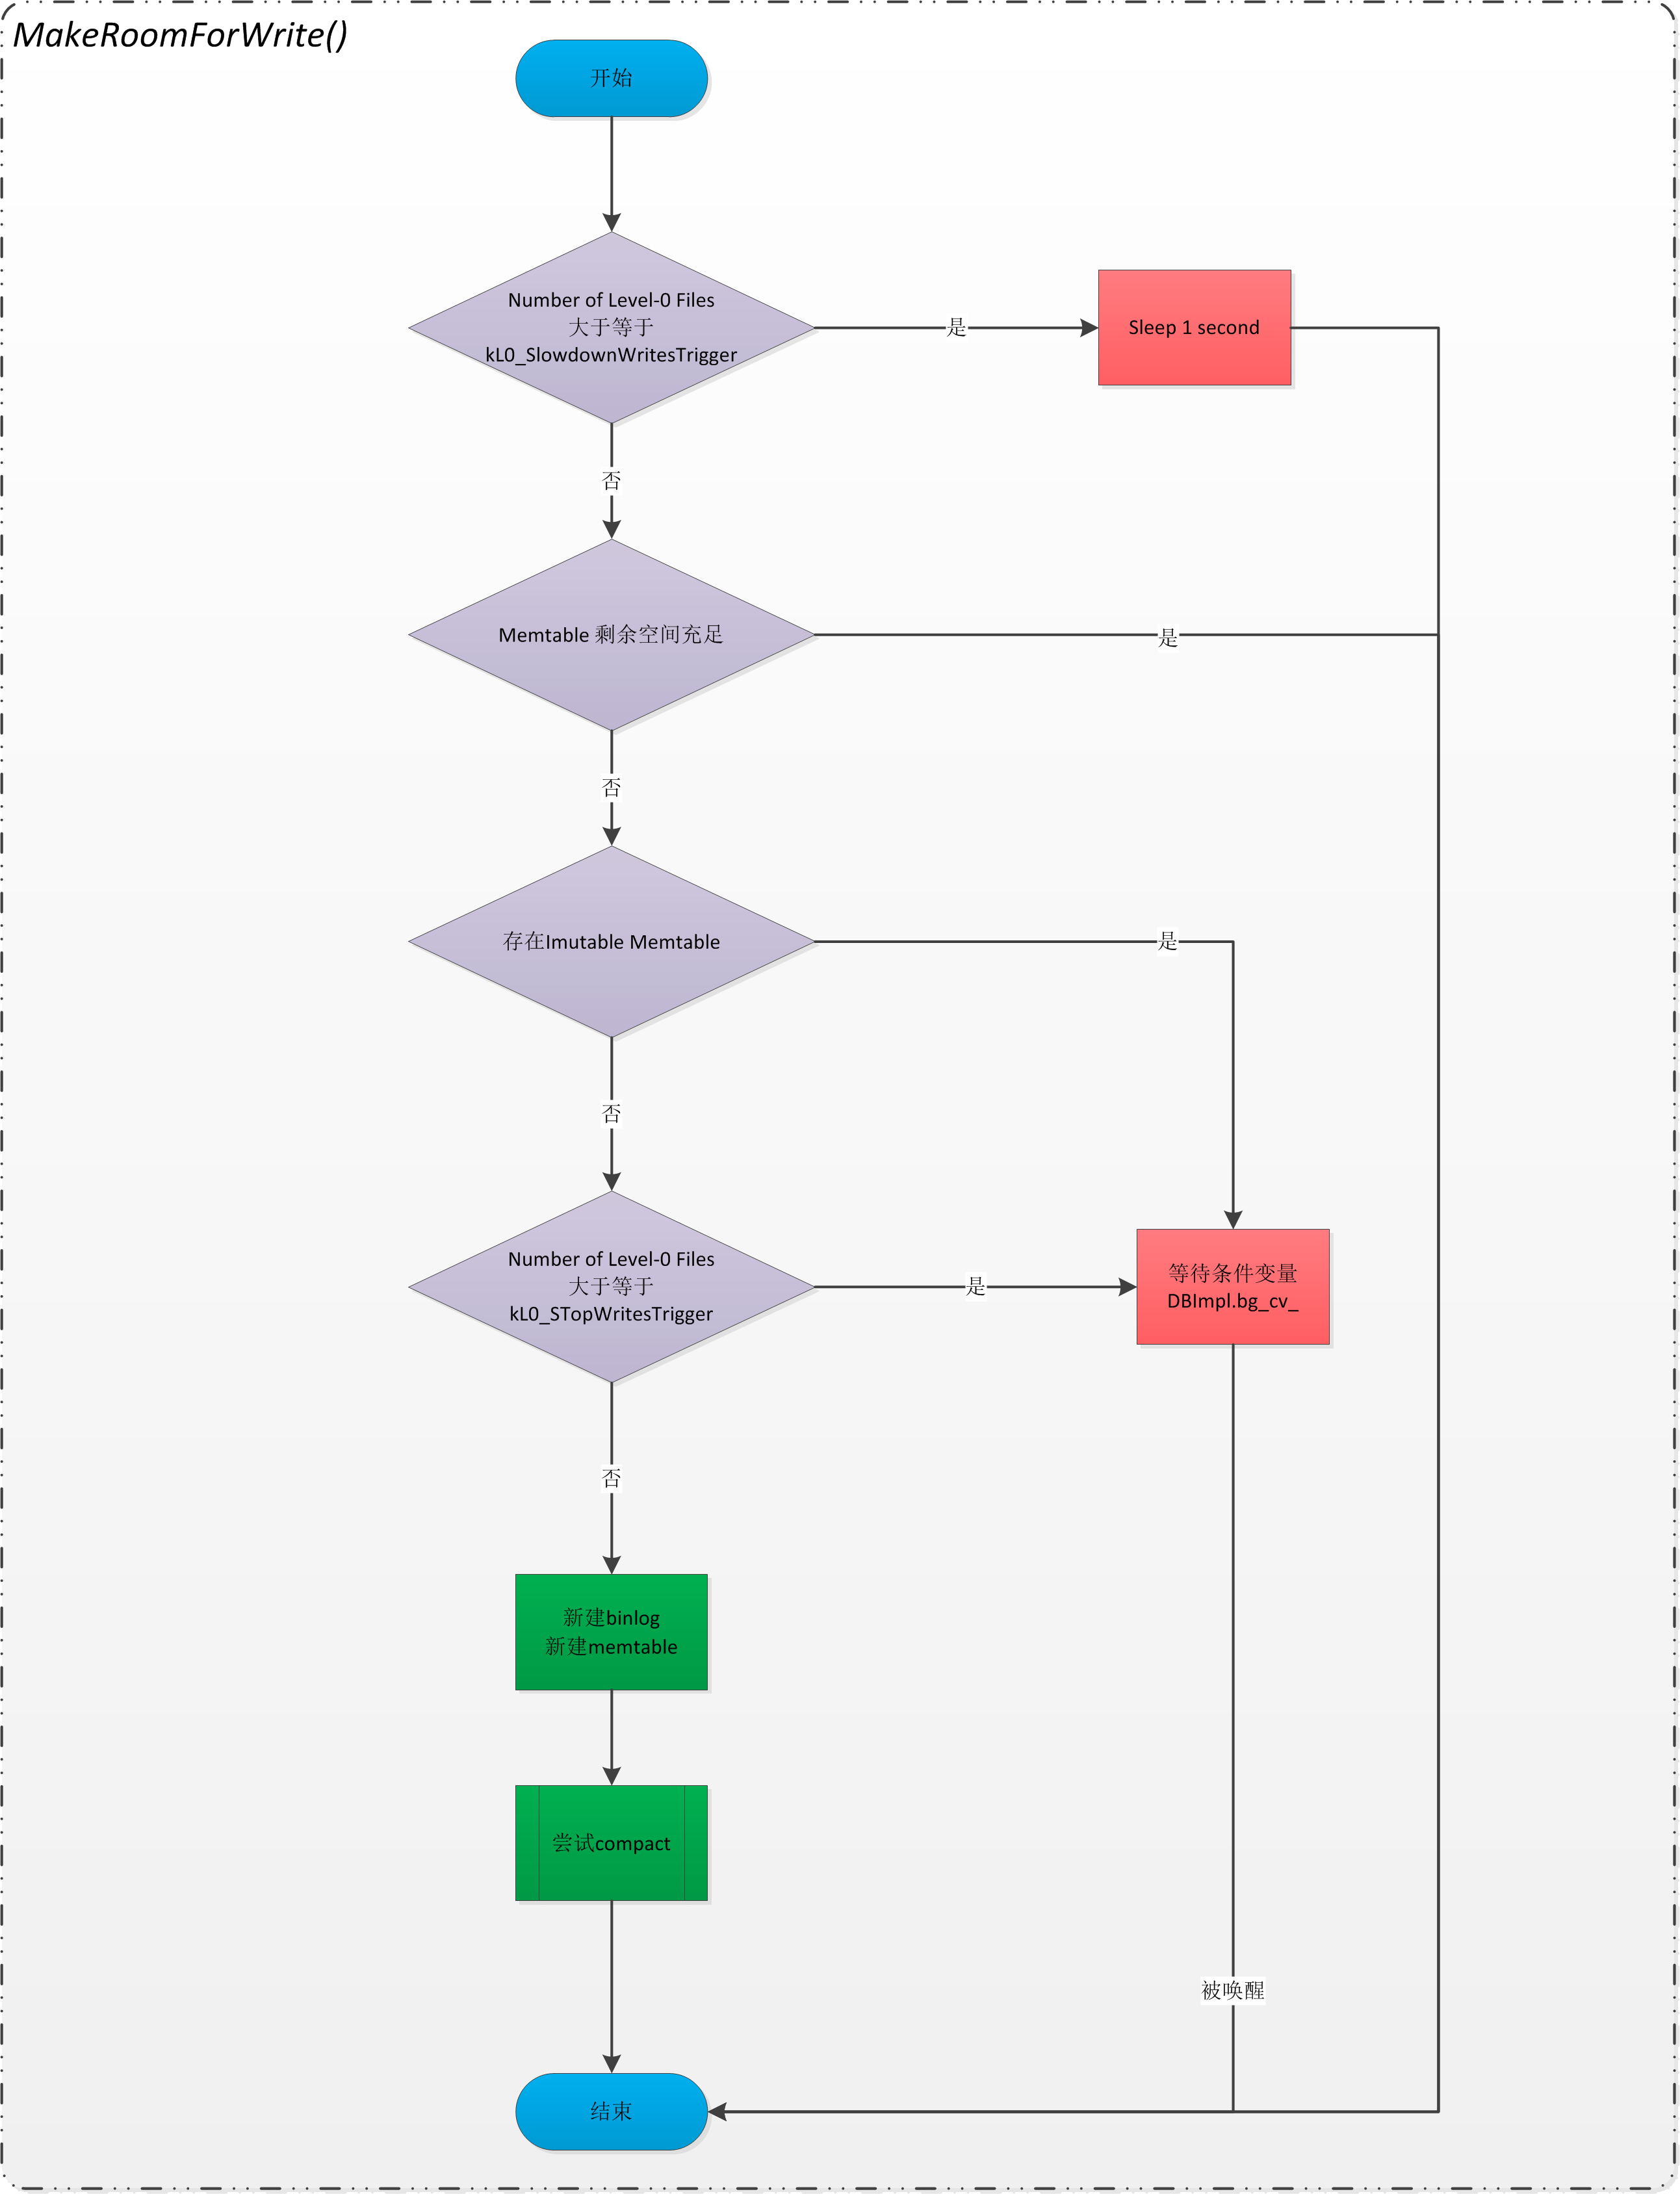 MakeRoomForWrite()
开始
Number of Level-0 Files
大于等于
kL0_SlowdownWritesTrigger
是
Sleep 1 second
否
Memtable 剩余空间充足
是
否
存在Imutable Memtable
是
否
Number of Level-0 Files
大于等于
kL0_STopWritesTrigger
是
等待条件变量
DBImpl.bg_cv_
否
新建binlog
新建memtable
尝试compact
被唤醒
结束